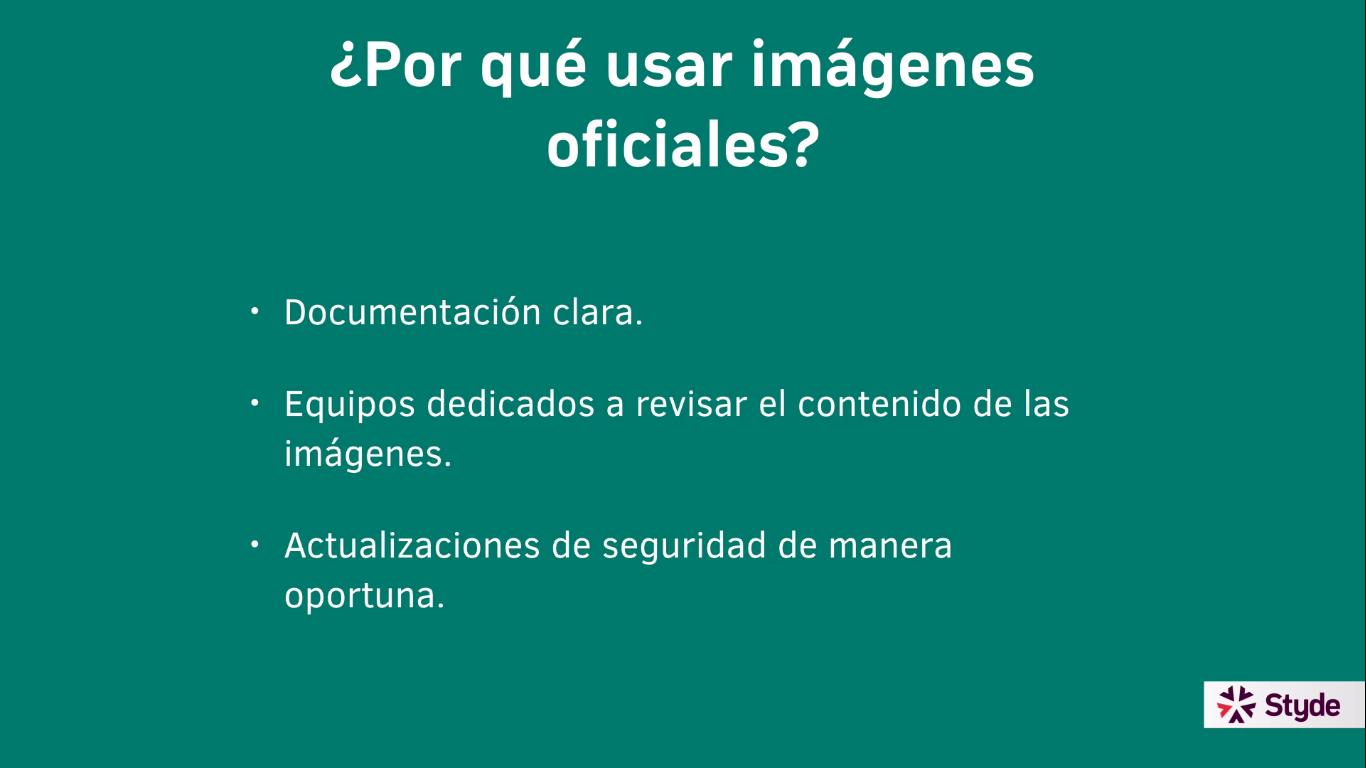 ¿Por qué usar imágenes
oficiales?
• Documentación clara.
• Equipos dedicados a revisar el contenido de las
imágenes.
• Actualizaciones de seguridad de manera
oportuna.
Styde